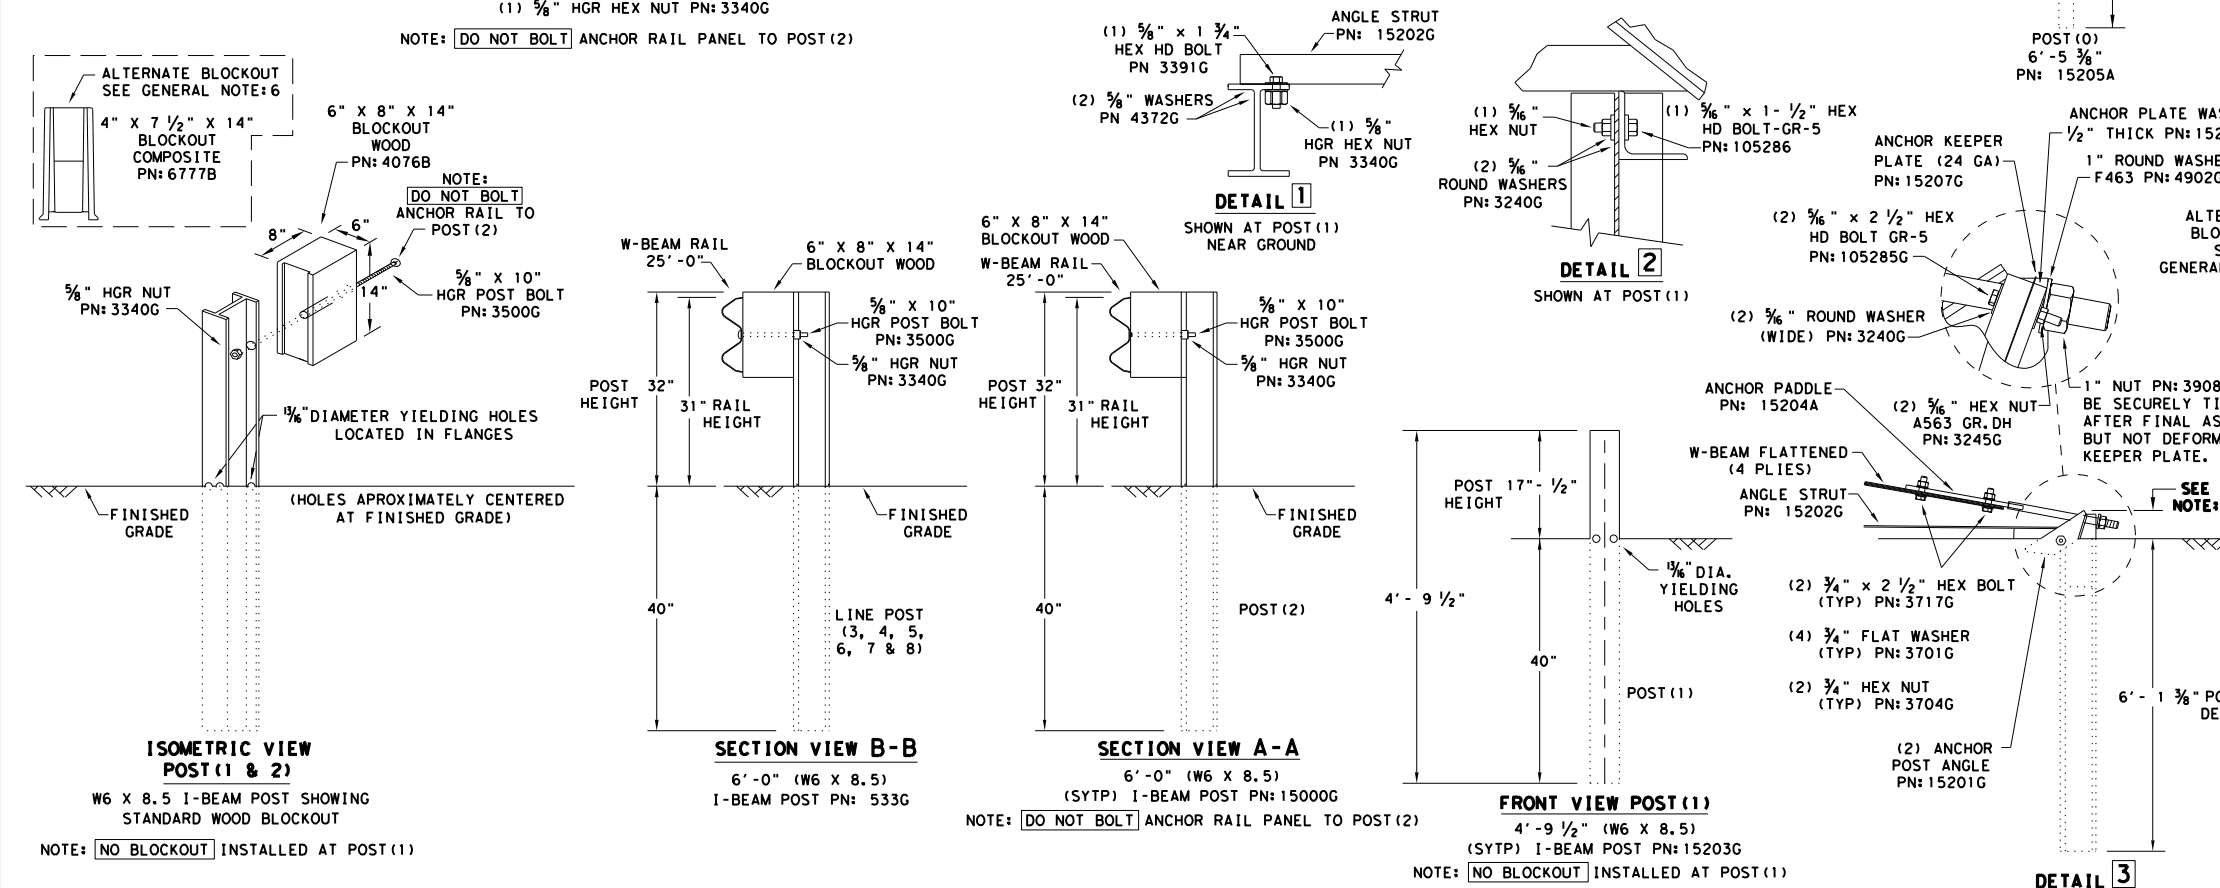 (1) ⅝" HGR HEX NUT PN:3340G
NOTE: DO NOT BOLT ANCHOR RAIL PANEL TO POST(2)
ALTERNATE BLOCKOUT
SEE GENERAL NOTE:6
4" X 7 ½" X 14"
BLOCKOUT
COMPOSITE
PN:6777B
6" X 8" X 14"
BLOCKOUT
WOOD
PN:4076B
NOTE:
DO NOT BOLT
ANCHOR RAIL TO
POST(2)
8"
6"
14"
⅝" X 10"
HGR POST BOLT
PN:3500G
⅝" HGR NUT
PN:3340G
13/16"DIAMETER YIELDING HOLES
LOCATED IN FLANGES
(HOLES APROXIMATELY CENTERED
AT FINISHED GRADE)
FINISHED
GRADE
ISOMETRIC VIEW
POST(1 & 2)
W6 X 8.5 I-BEAM POST SHOWING
STANDARD WOOD BLOCKOUT
NOTE: NO BLOCKOUT INSTALLED AT POST(1)
W-BEAM RAIL
25'-0"
6" X 8" X 14"
BLOCKOUT WOOD
⅝" X 10"
HGR POST BOLT
PN:3500G
⅝" HGR NUT
PN:3340G
POST 32"
HEIGHT
31" RAIL
HEIGHT
FINISHED
GRADE
40"
LINE POST
(3, 4, 5,
6, 7 & 8)
SECTION VIEW B-B
6'-0" (W6 X 8.5)
I-BEAM POST PN: 533G
6" X 8" X 14"
BLOCKOUT WOOD
W-BEAM RAIL
25'-0"
⅝" X 10"
HGR POST BOLT
PN:3500G
⅝" HGR NUT
PN:3340G
POST 32"
HEIGHT
31" RAIL
HEIGHT
FINISHED
GRADE
40"
POST(2)
SECTION VIEW A-A
6'-0" (W6 X 8.5)
(SYTP) I-BEAM POST PN:15000G
NOTE: DO NOT BOLT ANCHOR RAIL PANEL TO POST(2)
(1) ⅝" x 1 ¾"
HEX HD BOLT
PN 3391G
ANGLE STRUT
PN: 15202G
(2) ⅝" WASHERS
PN 4372G
(1) ⅝"
HGR HEX NUT
PN 3340G
DETAIL 1
SHOWN AT POST(1)
NEAR GROUND
(1) 5/16"
HEX NUT
(1) 5/16" x 1-½" HEX
HD BOLT-GR-5
PN:105286
(2) 5/16"
ROUND WASHERS
PN:3240G
DETAIL 2
SHOWN AT POST(1)
POST 17"-½"
HEIGHT
4'-9 ½"
40"
13/16"DIA.
YIELDING
HOLES
POST(1)
FRONT VIEW POST(1)
4'-9 ½" (W6 X 8.5)
(SYTP) I-BEAM POST PN:15203G
NOTE: NO BLOCKOUT INSTALLED AT POST(1)
POST(0)
6'-5 ⅜"
PN: 15205A
ANCHOR PLATE
½" THICK
ANCHOR KEEPER
PLATE (24 GA)
PN:15207G
1" ROUND
F463
(2) 5/16" x 2 ½" HEX
HD BOLT GR-5
PN:105285G
(2) 5/16" ROUND WASHER
(WIDE) PN:3240G
ANCHOR PADDLE
PN: 15204A
(2) 5/16" HEX NUT
A563 GR.DH
PN:3245G
1" NUT
BE SECURELY
AFTER FINAL
BUT NOT
KEEPER PLATE.
W-BEAM FLATTENED
(4 PLIES)
ANGLE STRUT
PN: 15202G
SEE
NOTE:
(2) ¾" x 2 ½" HEX BOLT
(TYP) PN:3717G
(4) ¾" FLAT WASHER
(TYP) PN:3701G
(2) ¾" HEX NUT
(TYP) PN:3704G
(2) ANCHOR
POST ANGLE
PN:15201G
6'- 1 ⅜"
DETAIL 3